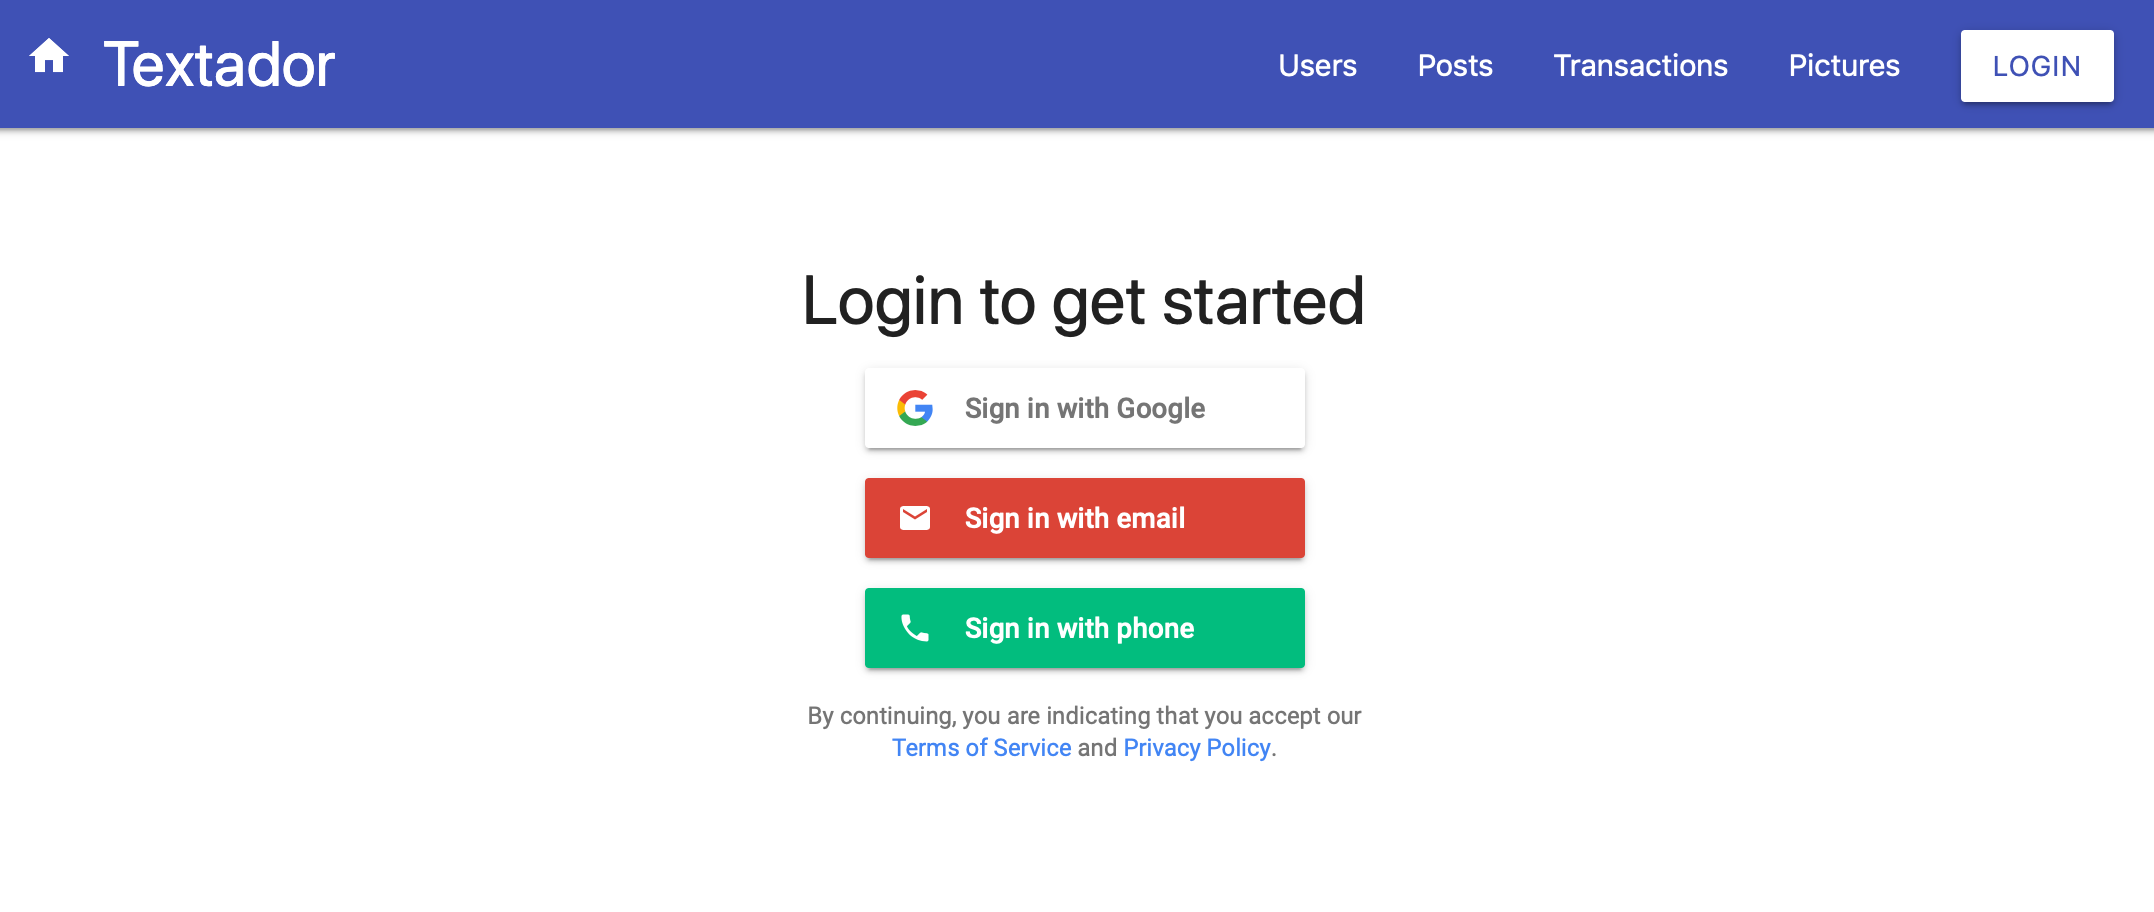 Textador
Users
Posts
Transactions
Pictures
LOGIN
Login to get started
Sign in with Google
Sign in with email
Sign in with phone
By continuing, you are indicating that you accept our
Terms of Service and Privacy Policy.